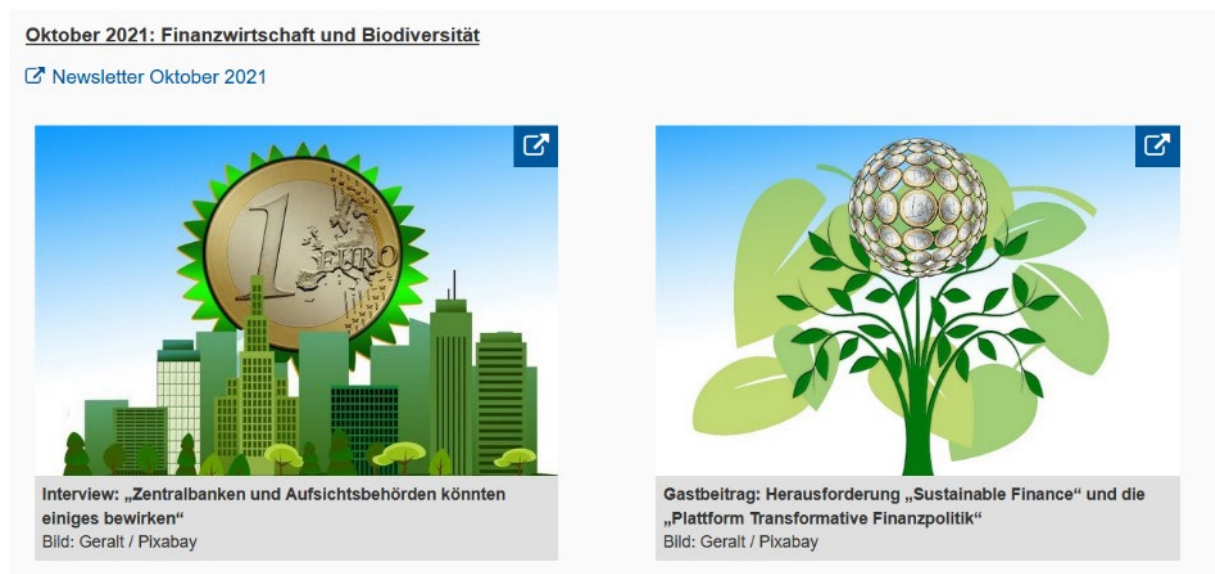 Oktober 2021: Finanzwirtschaft und Biodiversität
Newsletter Oktober 2021
1
EURO
Interview: „Zentralbanken und Aufsichtsbehörden könnten
einiges bewirken“
Bild: Geralt / Pixabay
Gastbeitrag: Herausforderung „Sustainable Finance“ und die
„Plattform Transformative Finanzpolitik“
Bild: Geralt / Pixabay